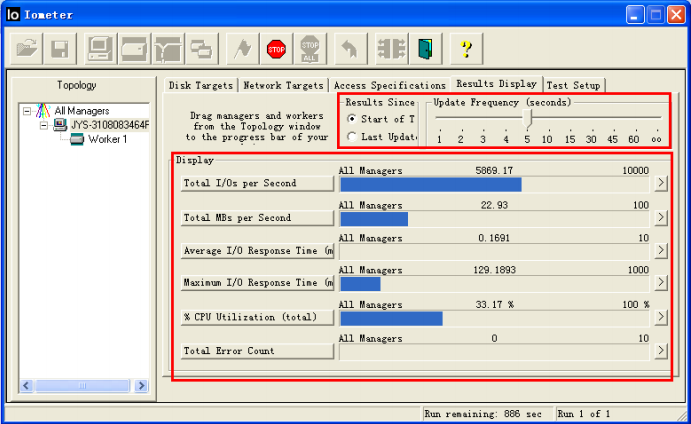 Iometer
STOP
STOP
ALL
Topology
All Managers
JYS-3108083464F
Worker 1
Disk Targets
Network Targets
Access Specifications
Results Display
Test Setup
Drag managers and workers
from the Topology window
to the progress bar of your
Results Since
Start of T
Last Update
Update Frequency (seconds)
1 2 3 4 5 10 15 30 45 60 oo
Display
Total I/Os per Second
All Managers 5869.17 10000
Total MBs per Second
All Managers 22.93 100
Average I/O Response Time (m
All Managers 0.1691 10
Maximum I/O Response Time (m
All Managers 129.1893 1000
% CPU Utilization (total)
All Managers 33.17 % 100 %
Total Error Count
All Managers 0 10
Run remaining: 886 sec
Run 1 of 1